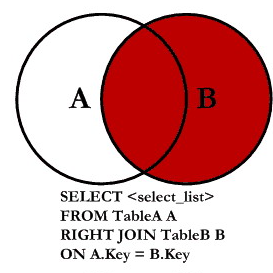 A
B
SELECT <select_list>
FROM TableA A
RIGHT JOIN TableB B
ON A.Key = B.Key